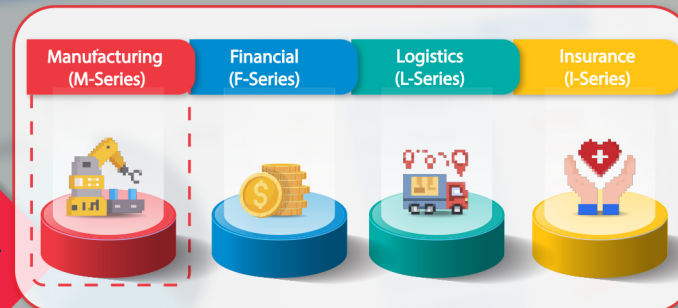 Manufacturing
(M-Series)
Financial
(F-Series)
Logistics
(L-Series)
Insurance
(I-Series)